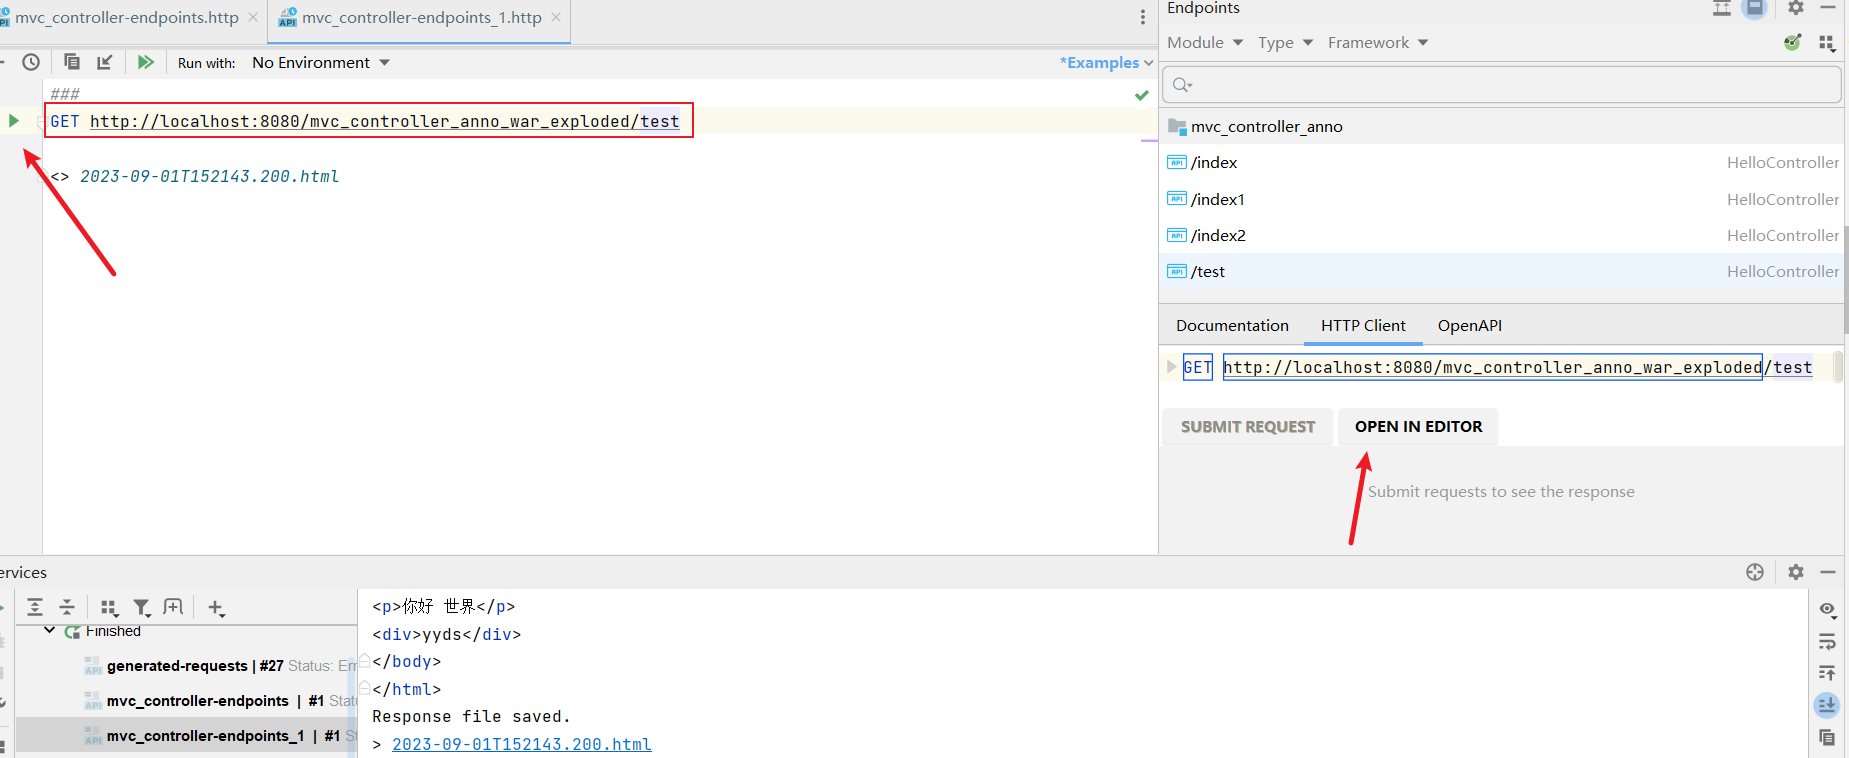 mvc_controller-endpoints.http
mvc_controller-endpoints_1.http
Run with: No Environment
*Examples
###
GET http://localhost:8080/mvc_controller_anno_war_exploded/test
<> 2023-09-01T152143.200.html
Endpoints
Module Type Framework
mvc_controller_anno
/index HelloController
/index1 HelloController
/index2 HelloController
/test HelloController
Documentation HTTP Client OpenAPI
GET http://localhost:8080/mvc_controller_anno_war_exploded/test
SUBMIT REQUEST OPEN IN EDITOR
Submit requests to see the response
ervices
Finished
generated-requests | #27 Status: Err
mvc_controller-endpoints | #1 Statu
mvc_controller-endpoints_1 | #1 S
<p>你好 世界</p>
<div>yyds</div>
</body>
</html>
Response file saved.
> 2023-09-01T152143.200.html